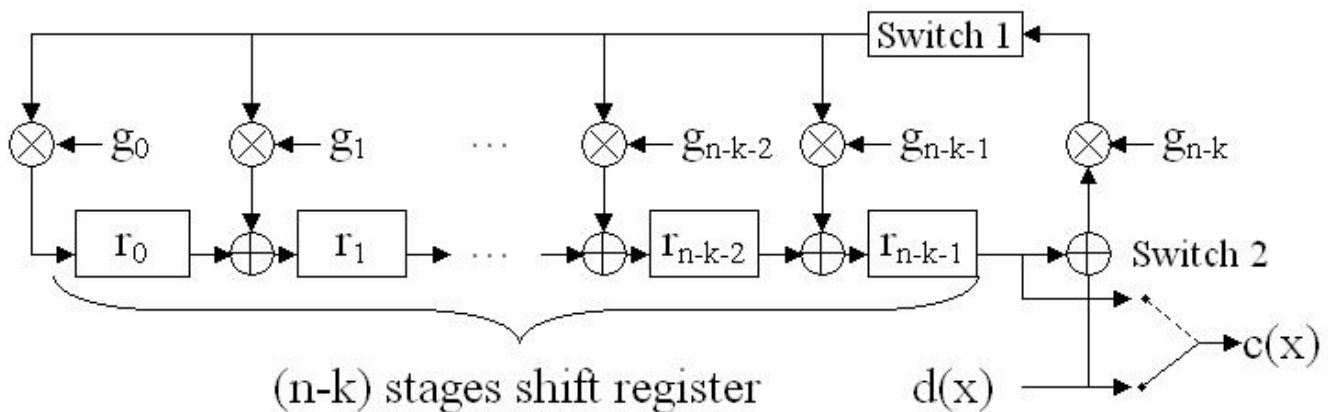 Switch 1
g₀ g₁ ... gₙ₋ₖ₋₂ gₙ₋ₖ₋₁ gₙ₋ₖ
r₀ r₁ ... rₙ₋ₖ₋₂ rₙ₋ₖ₋₁ Switch 2
c(x)
(n-k) stages shift register d(x)